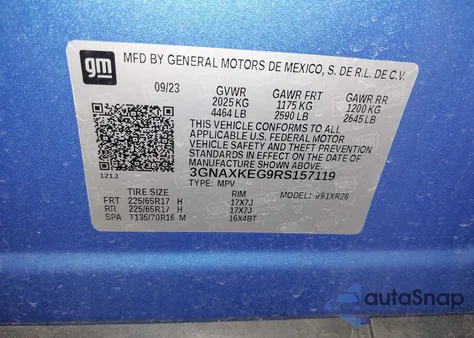 gm
MFD BY GENERAL MOTORS DE MEXICO, S. DE R.L. DE C.V.
09/23 GVWR GAWR FRT GAWR RR
2025 KG 1175 KG 1200 KG
4464 LB 2590 LB 2645 LB
THIS VEHICLE CONFORMS TO ALL
APPLICABLE U.S. FEDERAL MOTOR
VEHICLE SAFETY AND THEFT PREVENTION
STANDARDS IN EFFECT ON THE DATE OF
MANUFACTURE SHOWN ABOVE.
3GNAXKEG9RS157119
121J TYPE: MPV MODEL: 991XR26
TIRE SIZE RIM
FRT 225/65R17 H 17X7J
RR 225/65R17 H 17X7J
SPA T135/70R16 M 16X4BT
autoSnap